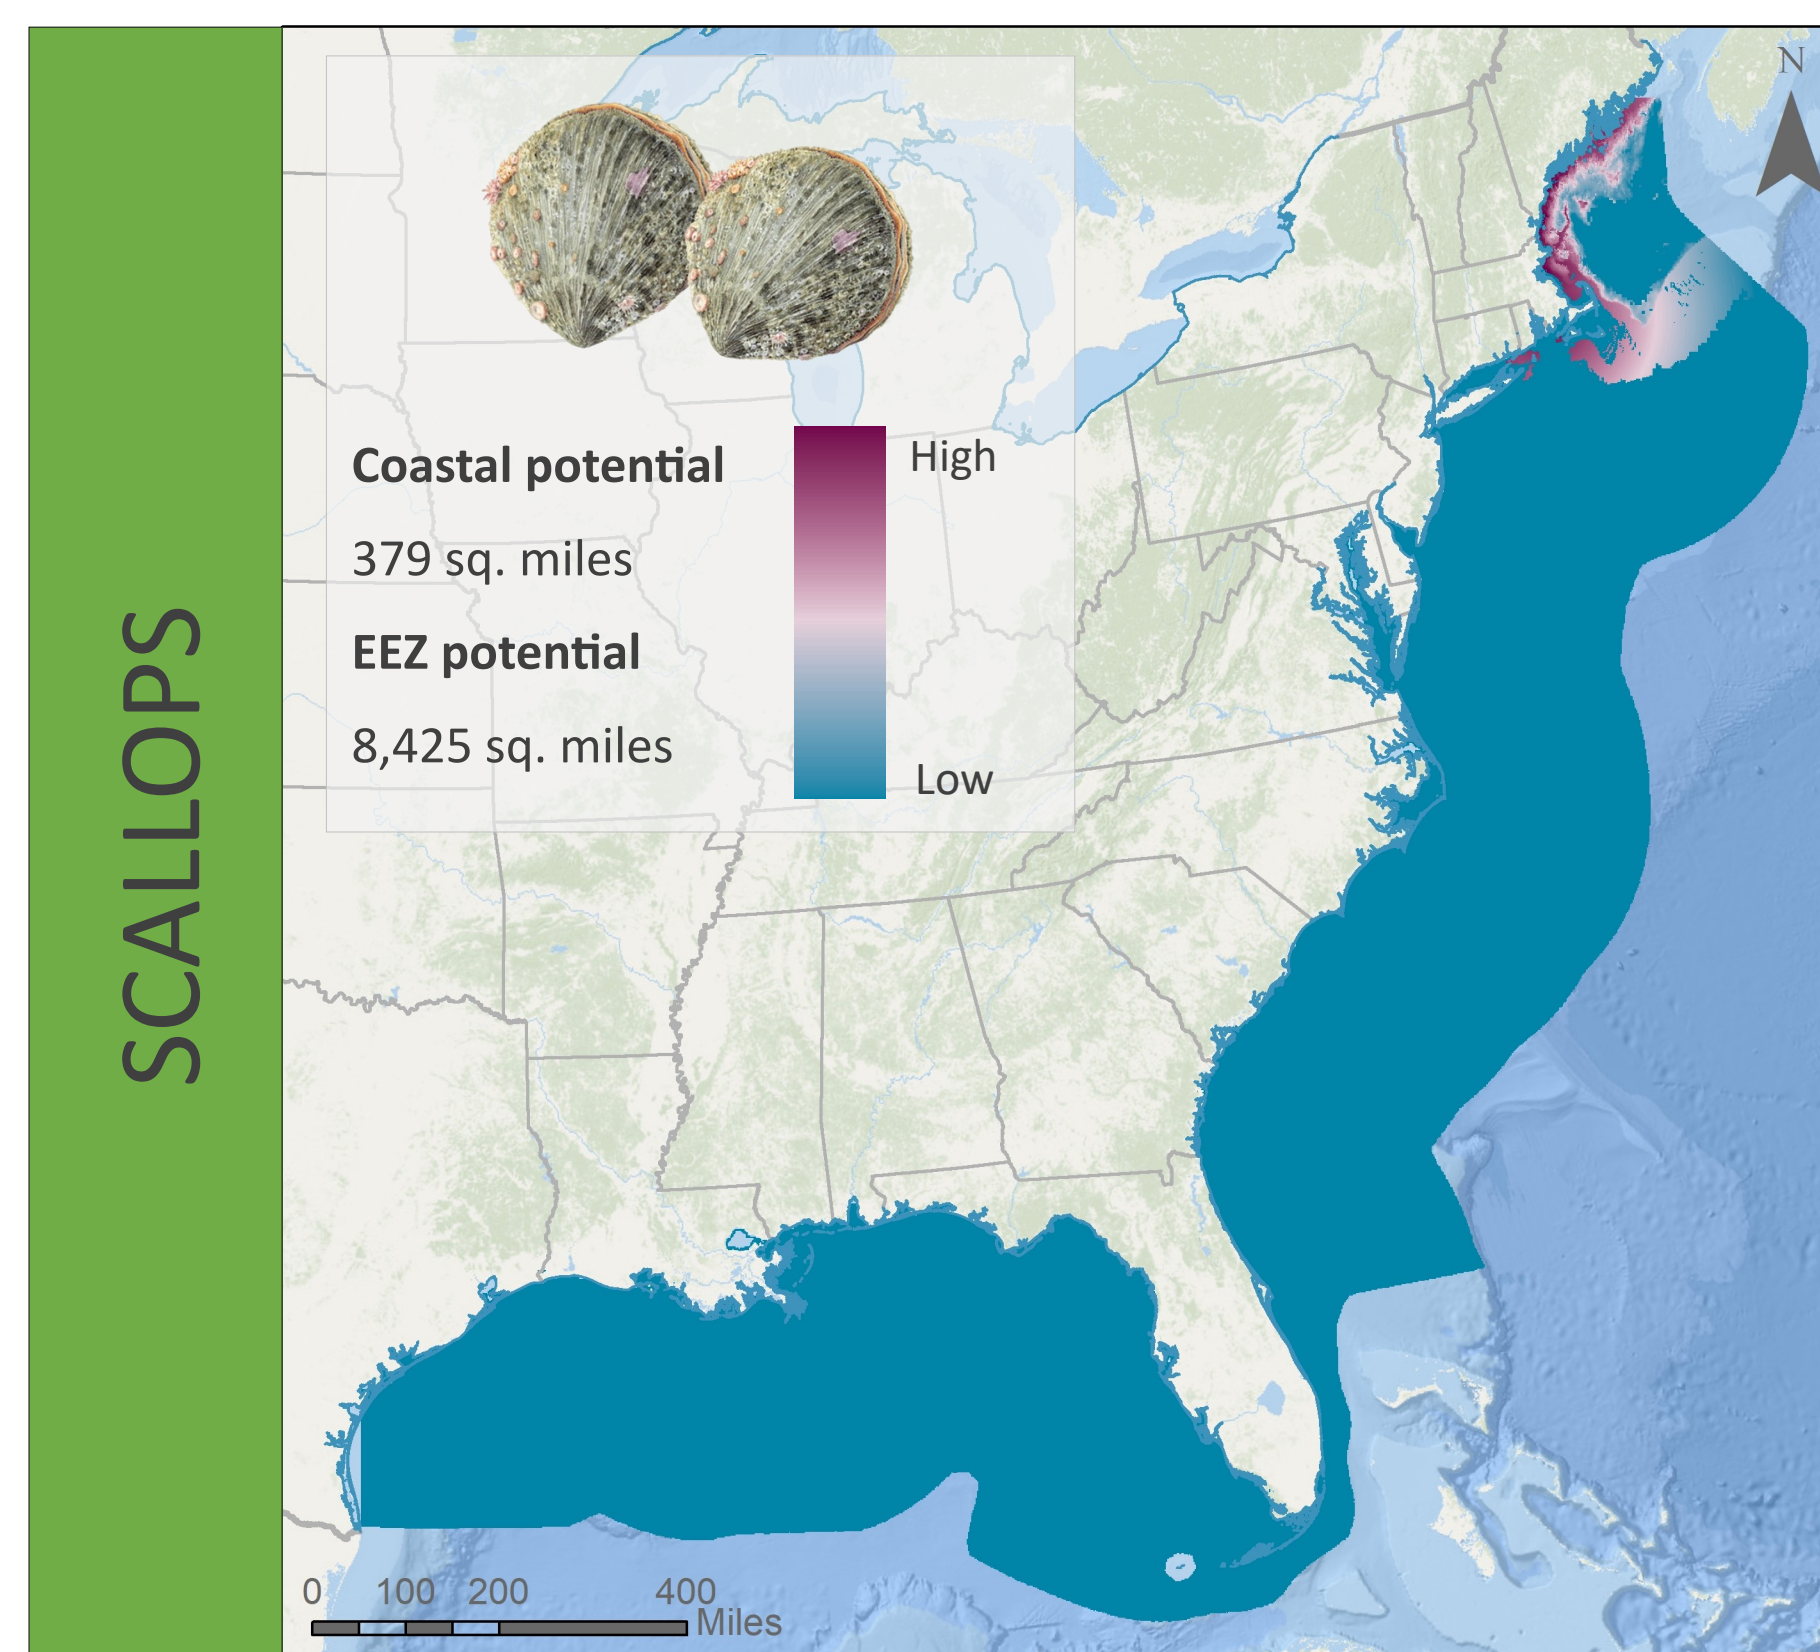 SCALLOPS
N
Coastal potential
379 sq. miles
EEZ potential
8,425 sq. miles
High
Low
0 100 200 400
Miles